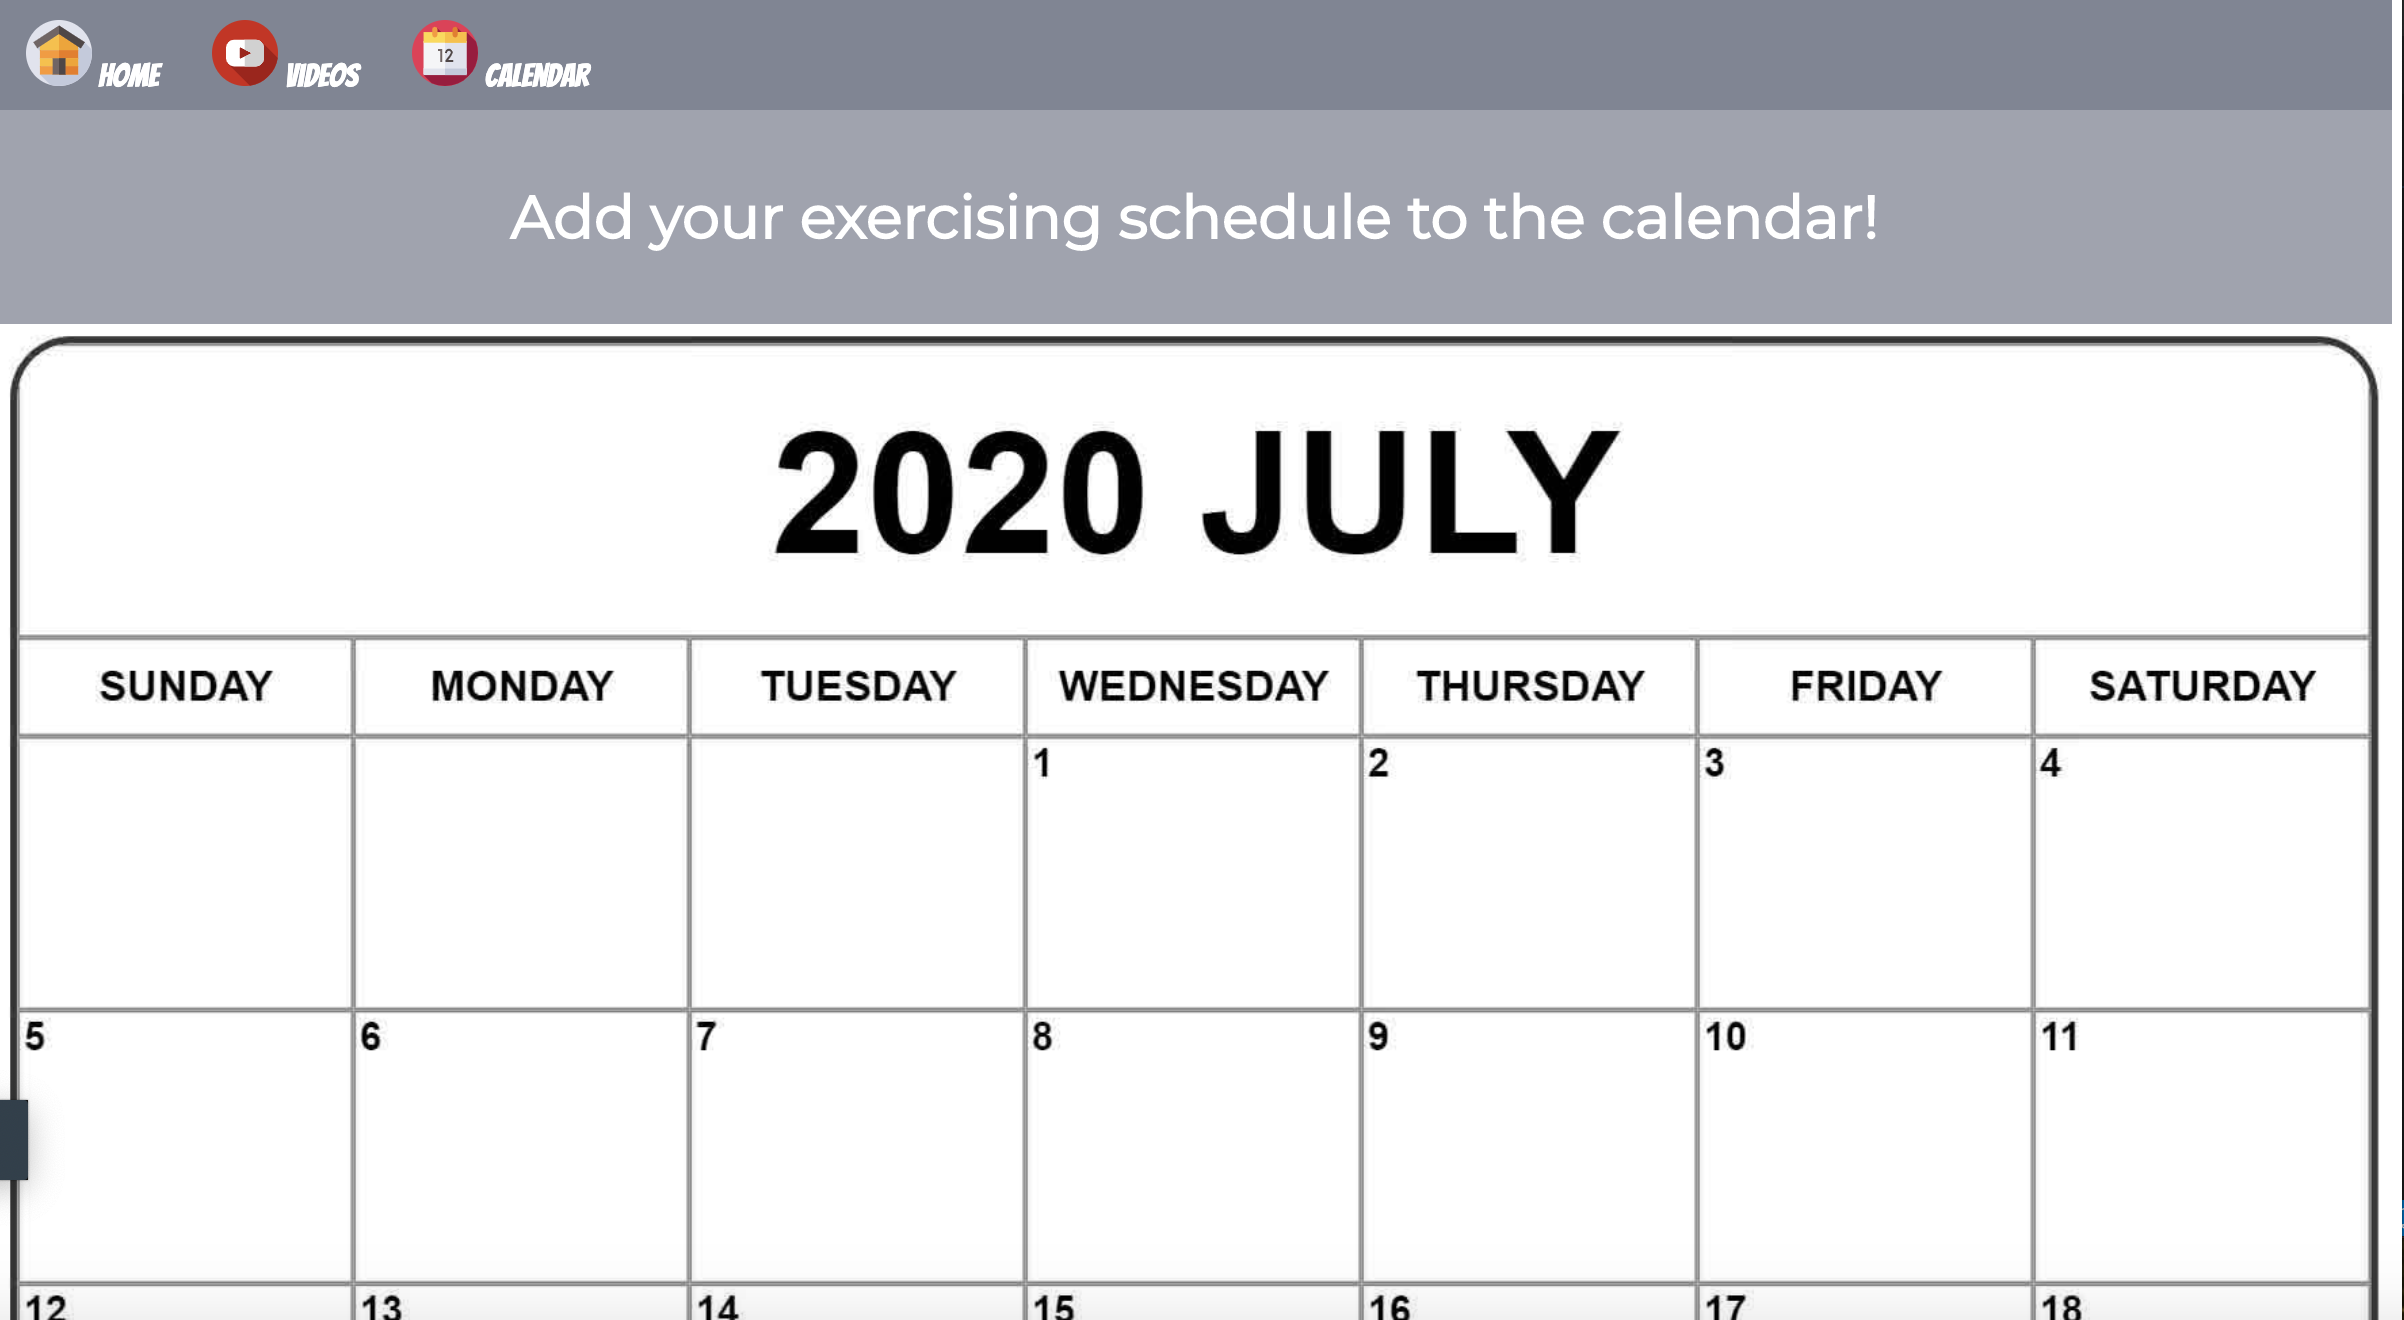 HOME VIDEOS 12 CALENDAR
Add your exercising schedule to the calendar!
2020 JULY
SUNDAY MONDAY TUESDAY WEDNESDAY THURSDAY FRIDAY SATURDAY
1 2 3 4
5 6 7 8 9 10 11
12 13 14 15 16 17 18